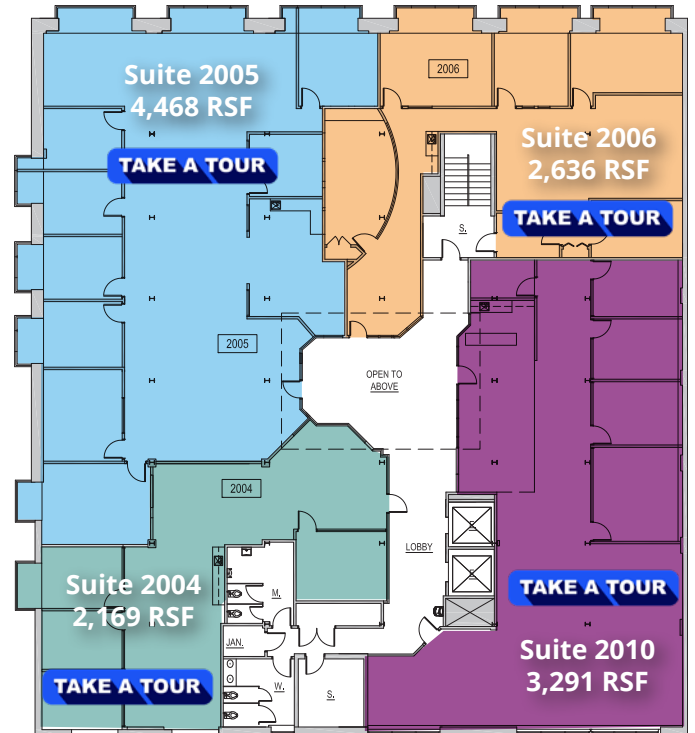 Suite 2005
4,468 RSF
TAKE A TOUR
2006
Suite 2006
2,636 RSF
TAKE A TOUR
S.
2005
OPEN TO
ABOVE
2004
LOBBY
E
E
Suite 2004
2,169 RSF
TAKE A TOUR
M.
JAN.
W.
S.
TAKE A TOUR
Suite 2010
3,291 RSF